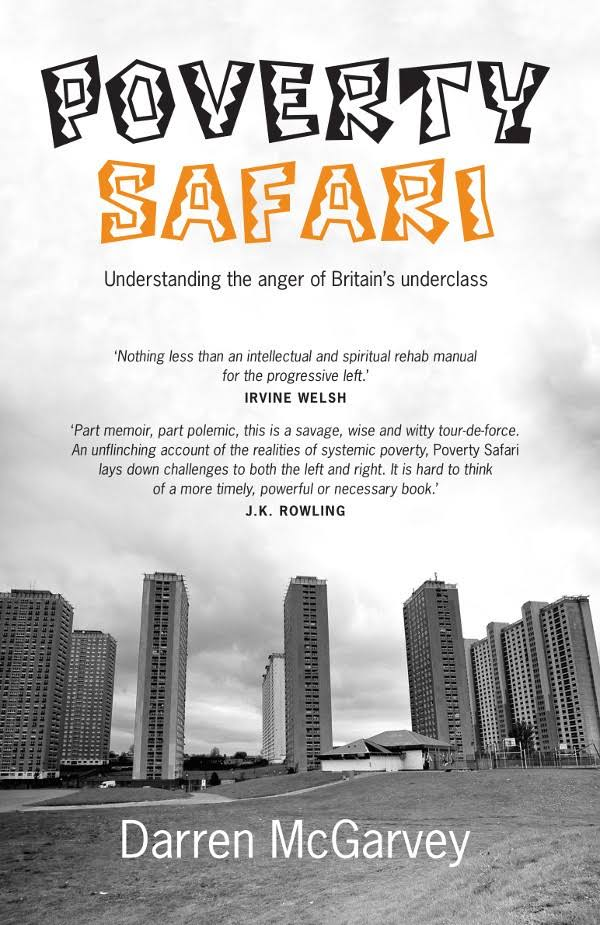 POVERTY
SAFARI
Understanding the anger of Britain’s underclass
‘Nothing less than an intellectual and spiritual rehab manual
for the progressive left.’
IRVINE WELSH
‘Part memoir, part polemic, this is a savage, wise and witty tour-de-force.
An unflinching account of the realities of systemic poverty, Poverty Safari
lays down challenges to both the left and right. It is hard to think
of a more timely, powerful or necessary book.’
J.K. ROWLING
Darren McGarvey